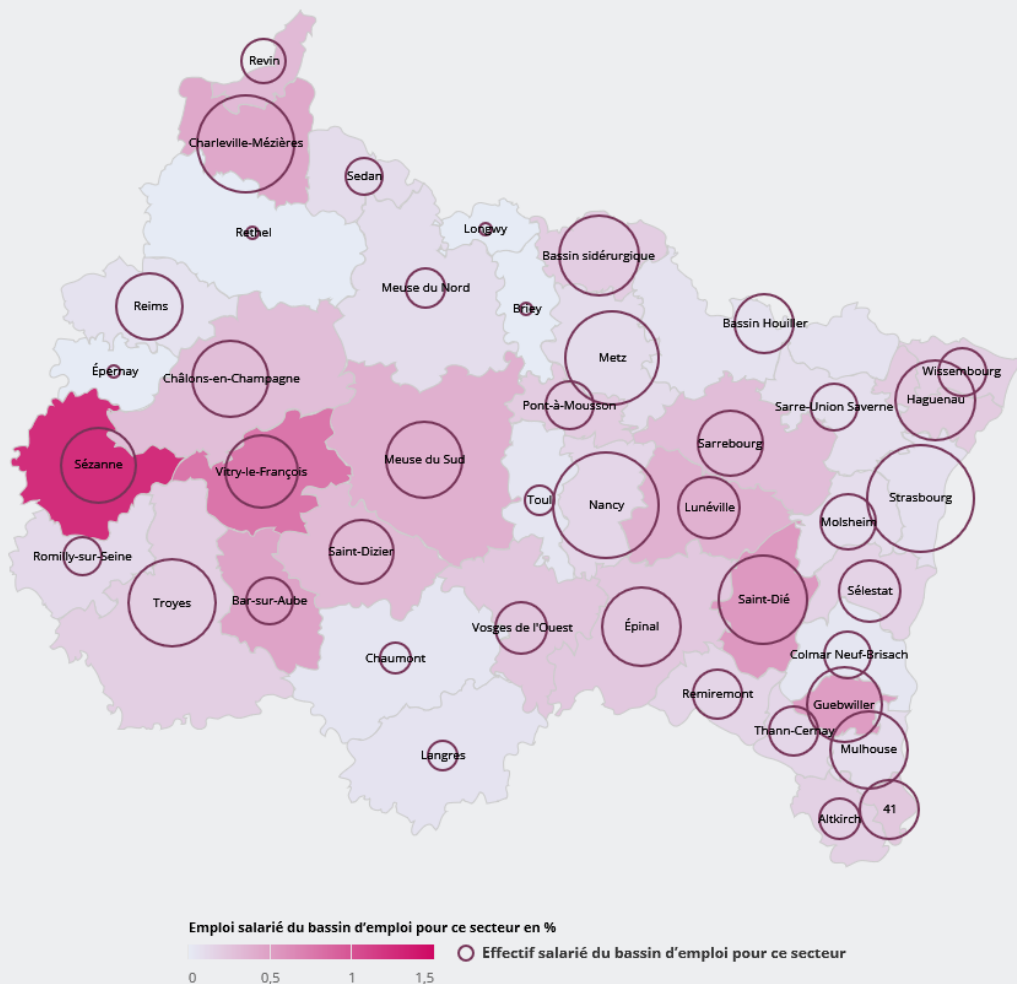 Revin
Charleville-Mézières
Sedan
Rethel
Longwy
Bassin sidérurgique
Meuse du Nord
Reims
Briey
Bassin Houiller
Metz
Épernay
Châlons-en-Champagne
Wissembourg
Haguenau
Pont-à-Mousson
Sarre-Union Saverne
Sarrebourg
Sézanne
Vitry-le-François
Meuse du Sud
Toul
Nancy
Lunéville
Strasbourg
Molsheim
Romilly-sur-Seine
Saint-Dizier
Sélestat
Troyes
Bar-sur-Aube
Saint-Dié
Vosges de l'Ouest
Épinal
Chaumont
Colmar Neuf-Brisach
Remiremont
Guebwiller
Thann-Cernay
Mulhouse
Langres
41
Altkirch
Emploi salarié du bassin d’emploi pour ce secteur en %
Effectif salarié du bassin d’emploi pour ce secteur
0 0,5 1 1,5